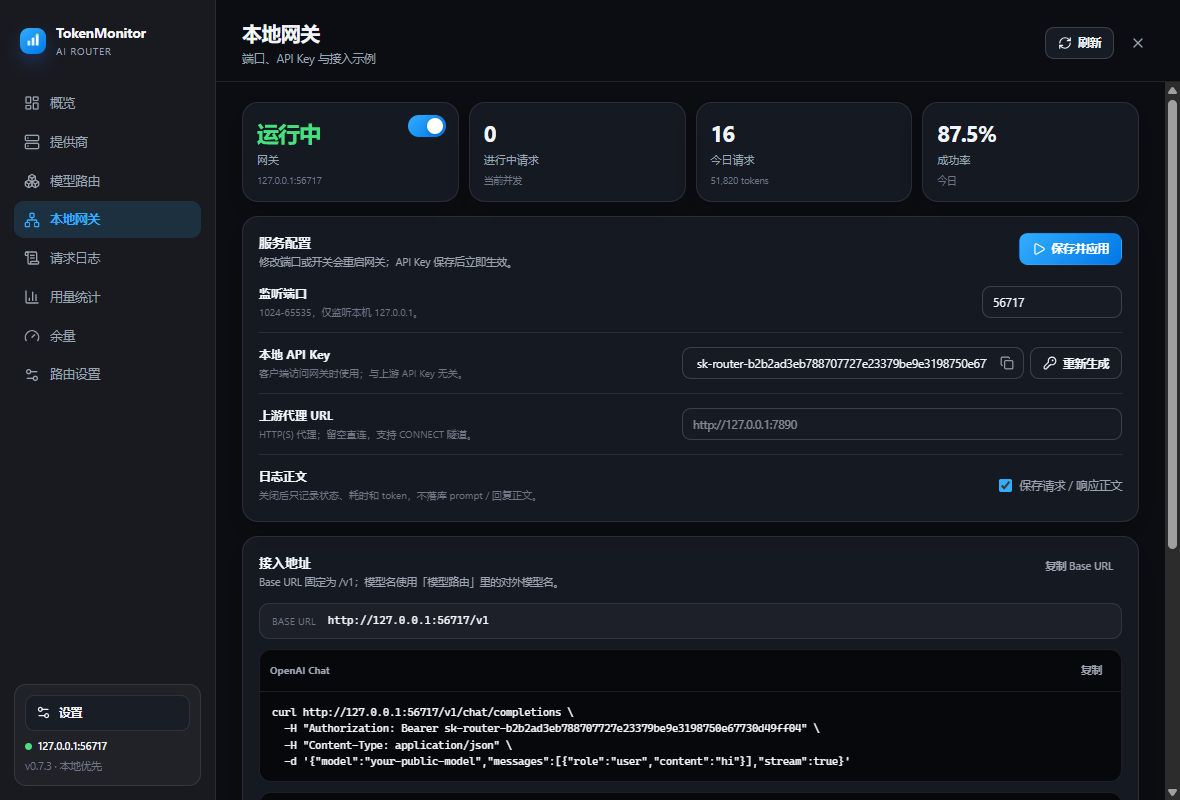 TokenMonitor
AI ROUTER
概览
提供商
模型路由
本地网关
请求日志
用量统计
余量
路由设置
设置
127.0.0.1:56717
v0.7.3 · 本地优先
本地网关
端口、API Key 与接入示例
刷新
运行中
网关
127.0.0.1:56717
0
进行中请求
当前并发
16
今日请求
51,820 tokens
87.5%
成功率
今日
服务配置
修改端口或开关会重启网关；API Key 保存后立即生效。
保存并应用
监听端口
1024-65535，仅监听本机 127.0.0.1。
56717
本地 API Key
客户端访问网关时使用；与上游 API Key 无关。
sk-router-b2b2ad3eb788707727e23379be9e3198750e67
重新生成
上游代理 URL
HTTP(S) 代理；留空直连，支持 CONNECT 隧道。
http://127.0.0.1:7890
日志正文
关闭后只记录状态、耗时和 token，不落库 prompt / 回复正文。
保存请求 / 响应正文
接入地址
Base URL 固定为 /v1；模型名使用「模型路由」里的对外模型名。
复制 Base URL
BASE URL http://127.0.0.1:56717/v1
OpenAI Chat
复制
curl http://127.0.0.1:56717/v1/chat/completions \
-H "Authorization: Bearer sk-router-b2b2ad3eb788707727e23379be9e3198750e67730d49ff04" \
-H "Content-Type: application/json" \
-d '{"model":"your-public-model","messages":[{"role":"user","content":"hi"}],"stream":true}'